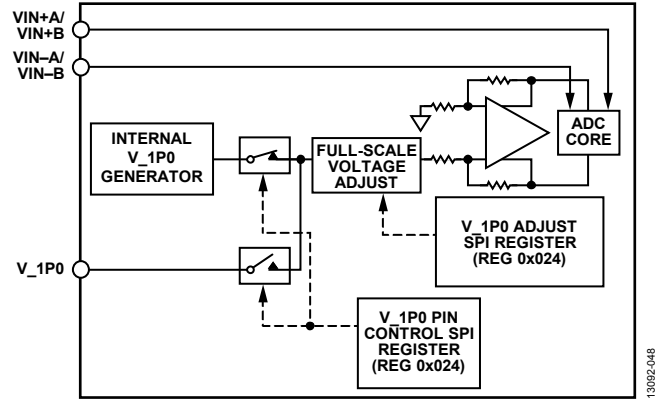 VIN+A/
VIN+B
VIN–A/
VIN–B
INTERNAL
V_1P0
GENERATOR
FULL-SCALE
VOLTAGE
ADJUST
ADC
CORE
V_1P0 ADJUST
SPI REGISTER
(REG 0x024)
V_1P0
V_1P0 PIN
CONTROL SPI
REGISTER
(REG 0x024)
13092-048